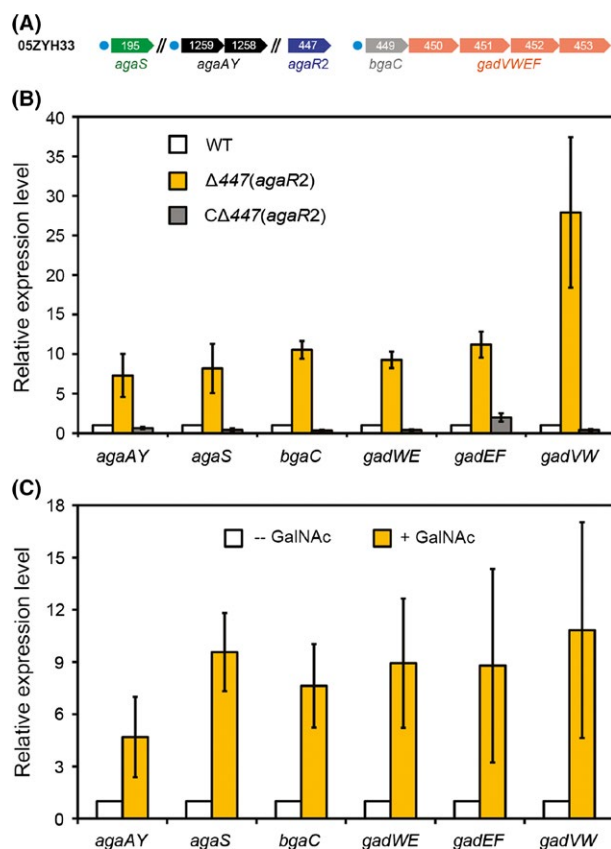 (A)
05ZYH33 195 // 1259 1258 // 447 449 450 451 452 453
agaS agaAY agaR2 bgaC gadVWEF
(B)
40
35
30
25
20
15
10
5
0
Relative expression level
WT
Δ447(agaR2)
CΔ447(agaR2)
agaAY agaS bgaC gadWE gadEF gadVW
(C)
18
15
12
9
6
3
0
Relative expression level
-- GalNAc + GalNAc
agaAY agaS bgaC gadWE gadEF gadVW